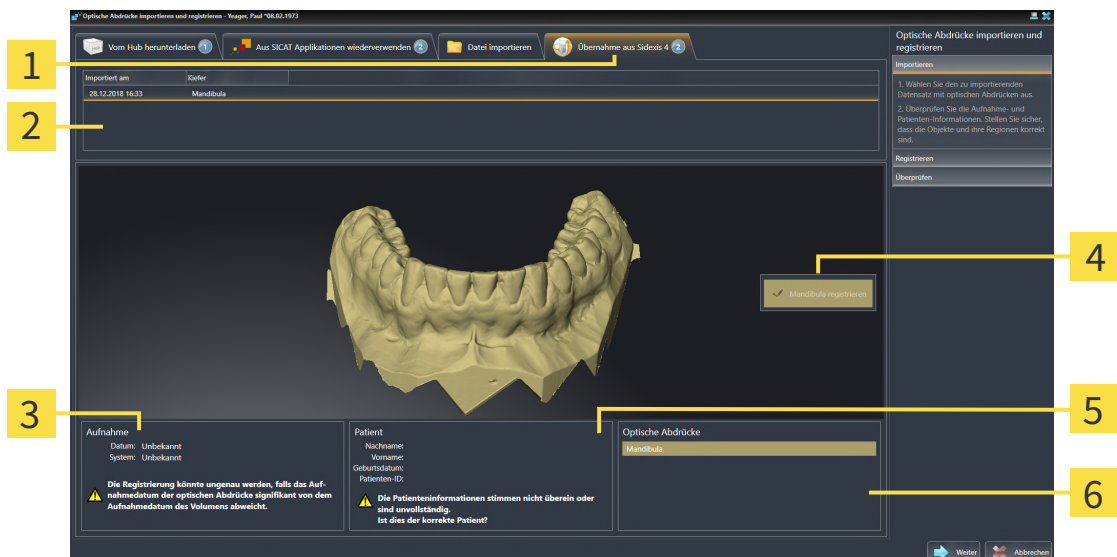 Optische Abdrücke importieren und registrieren - Yeager, Paul *08.02.1973
Vom Hub herunterladen 1
Aus SICAT Applikationen wiederverwenden 2
Datei importieren
Übernahme aus Sidexis 4 2
Importiert am Kiefer
28.12.2018 16:33 Mandibula
Optische Abdrücke importieren und
registrieren
Importieren
1. Wählen Sie den zu importierenden
Datensatz mit optischen Abdrücken aus.
2. Überprüfen Sie die Aufnahme- und
Patienten-Informationen. Stellen Sie sicher,
dass die Objekte und ihre Regionen korrekt
sind.
Registrieren
Überprüfen
Mandibula registrieren
Aufnahme
Datum: Unbekannt
System: Unbekannt
Die Registrierung könnte ungenau werden, falls das Auf-
nahmedatum der optischen Abdrücke signifikant von dem
Aufnahmedatum des Volumens abweicht.
Patient
Nachname:
Vorname:
Geburtsdatum:
Patienten-ID:
Die Patienteninformationen stimmen nicht überein oder
sind unvollständig.
Ist dies der korrekte Patient?
Optische Abdrücke
Mandibula
Weiter
Abbrechen
1
2
3
4
5
6